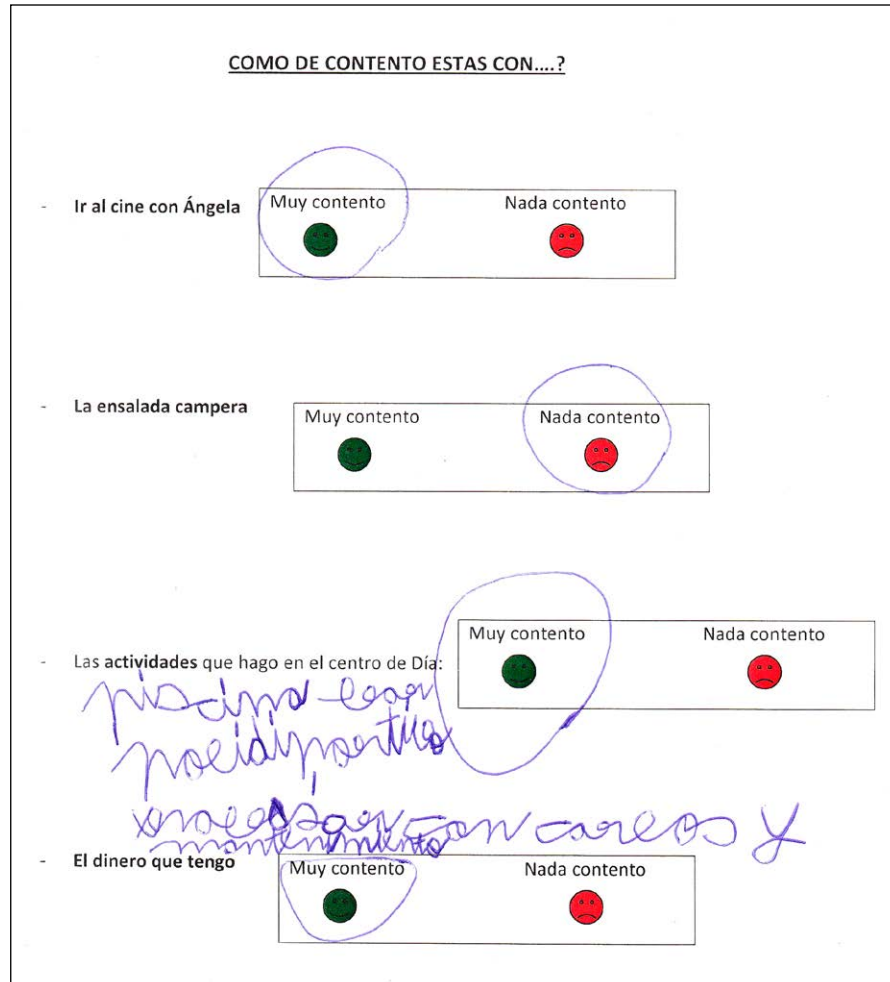 COMO DE CONTENTO ESTAS CON....?
- Ir al cine con Ángela
Muy contento Nada contento
- La ensalada campera
Muy contento Nada contento
- Las actividades que hago en el centro de Día:
Muy contento Nada contento
piscina
con carlos y
mantenimiento
- El dinero que tengo
Muy contento Nada contento